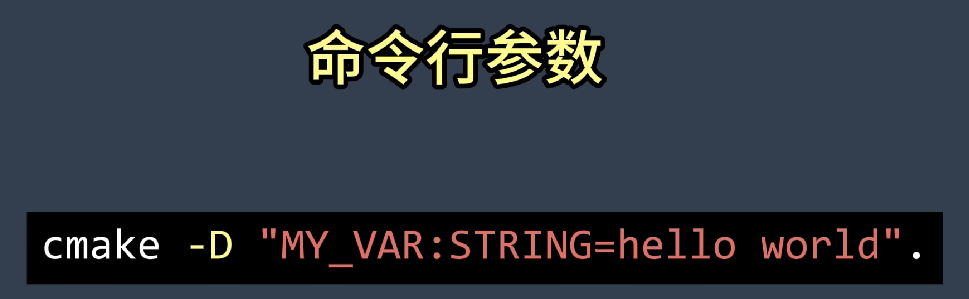 命令行参数
cmake -D "MY_VAR:STRING=hello world".